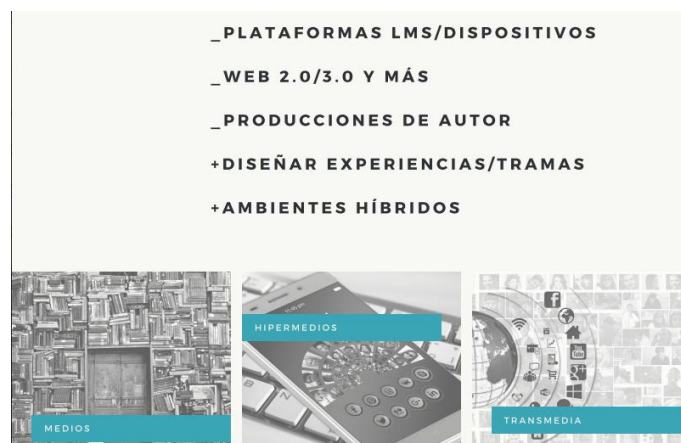 _PLATAFORMAS LMS/DISPOSITIVOS
_WEB 2.0/3.0 Y MÁS
_PRODUCCIONES DE AUTOR
+DISEÑAR EXPERIENCIAS/TRAMAS
+AMBIENTES HÍBRIDOS
HIPERMEDIOS
MEDIOS
TRANSMEDIA